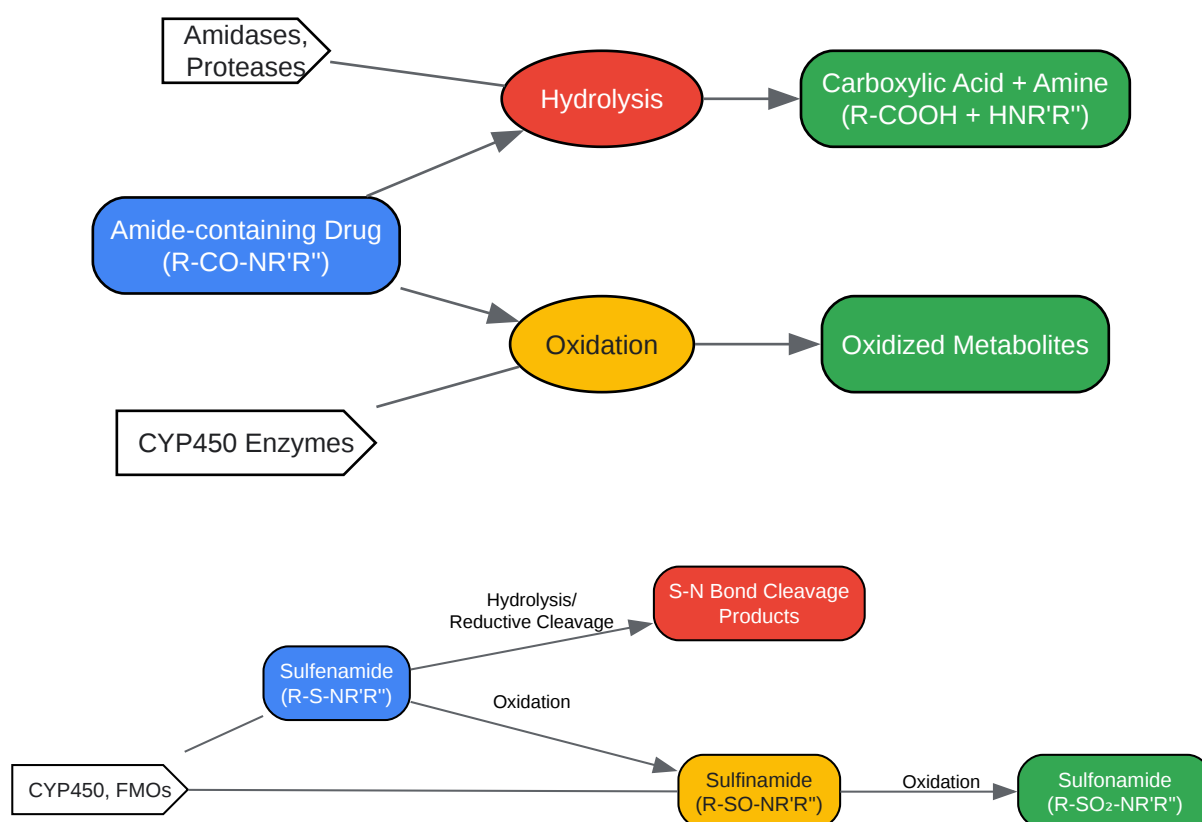 Amidases,
Proteases
Hydrolysis
Carboxylic Acid + Amine
(R-COOH + HNR'R'')
Amide-containing Drug
(R-CO-NR'R'')
Oxidation
Oxidized Metabolites
CYP450 Enzymes
S-N Bond Cleavage
Products
Hydrolysis/
Reductive Cleavage
Sulfenamide
(R-S-NR'R'')
Oxidation
CYP450, FMOs
Sulfinamide
(R-SO-NR'R'')
Oxidation
Sulfonamide
(R-SO₂-NR'R'')